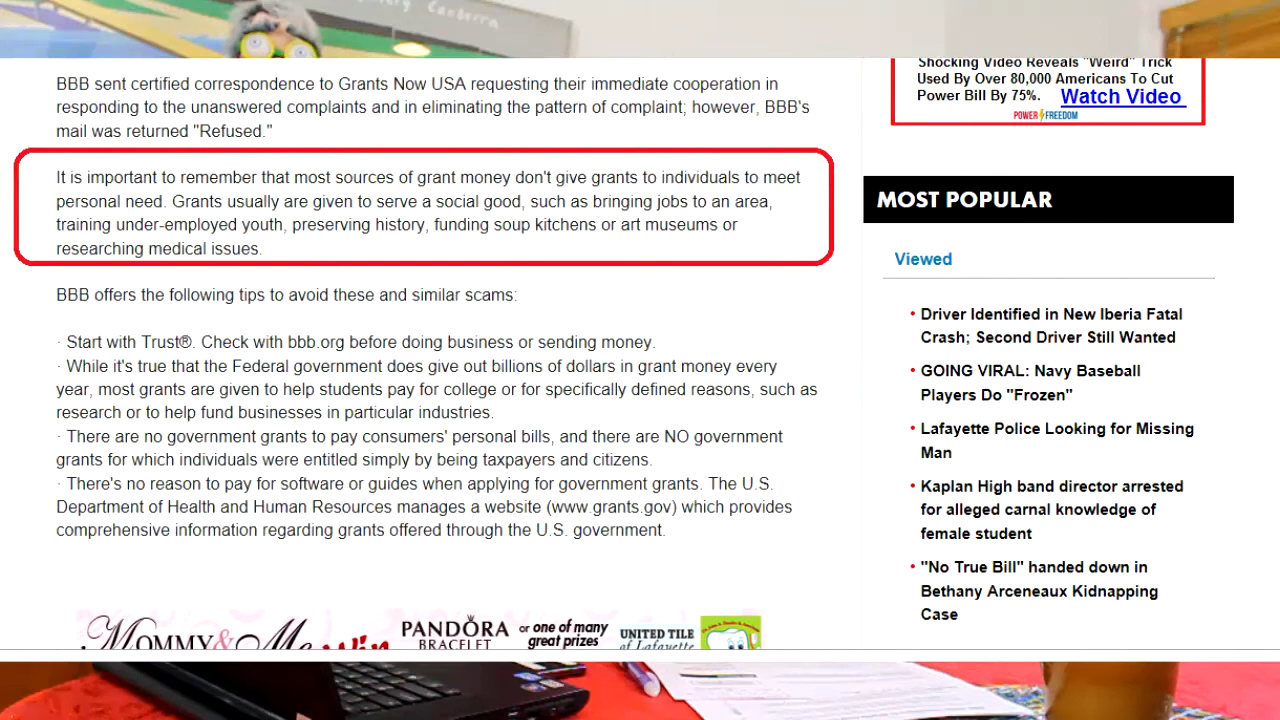 Canberra
BBB sent certified correspondence to Grants Now USA requesting their immediate cooperation in
responding to the unanswered complaints and in eliminating the pattern of complaint; however, BBB's
mail was returned "Refused."
It is important to remember that most sources of grant money don't give grants to individuals to meet
personal need. Grants usually are given to serve a social good, such as bringing jobs to an area,
training under-employed youth, preserving history, funding soup kitchens or art museums or
researching medical issues.
BBB offers the following tips to avoid these and similar scams:
· Start with Trust®. Check with bbb.org before doing business or sending money.
· While it's true that the Federal government does give out billions of dollars in grant money every
year, most grants are given to help students pay for college or for specifically defined reasons, such as
research or to help fund businesses in particular industries.
· There are no government grants to pay consumers' personal bills, and there are NO government
grants for which individuals were entitled simply by being taxpayers and citizens.
· There's no reason to pay for software or guides when applying for government grants. The U.S.
Department of Health and Human Resources manages a website (www.grants.gov) which provides
comprehensive information regarding grants offered through the U.S. government.
Shocking Video Reveals "Weird" Trick
Used By Over 80,000 Americans To Cut
Power Bill By 75%. Watch Video
POWER FREEDOM
MOST POPULAR
Viewed
• Driver Identified in New Iberia Fatal
Crash; Second Driver Still Wanted
• GOING VIRAL: Navy Baseball
Players Do "Frozen"
• Lafayette Police Looking for Missing
Man
• Kaplan High band director arrested
for alleged carnal knowledge of
female student
• "No True Bill" handed down in
Bethany Arceneaux Kidnapping
Case
MOMMY & Me win
PANDORA
BRACELET
or one of many
great prizes
UNITED TILE
of Lafayette